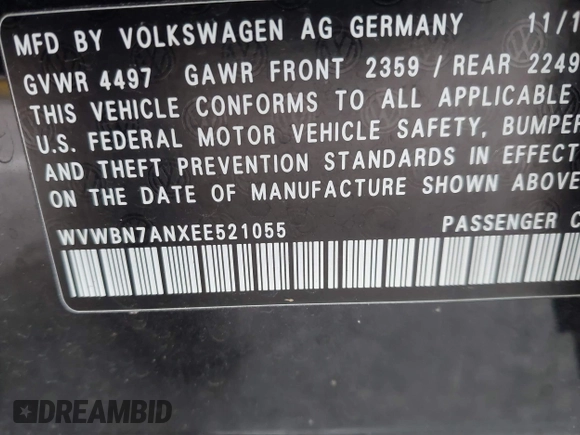 MFD BY VOLKSWAGEN AG GERMANY 11/1
GVWR 4497 GAWR FRONT 2359 / REAR 2249
THIS VEHICLE CONFORMS TO ALL APPLICABLE
U.S. FEDERAL MOTOR VEHICLE SAFETY, BUMPER
AND THEFT PREVENTION STANDARDS IN EFFECT
ON THE DATE OF MANUFACTURE SHOWN ABOVE
WVWBN7ANXEE521055 PASSENGER C
DREAMBID